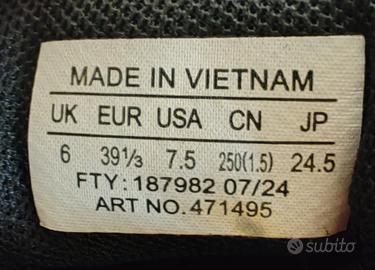 MADE IN VIETNAM
UK EUR USA CN JP
6 39⅓ 7.5 250(1.5) 24.5
FTY: 187982 07/24
ART NO. 471495
subito